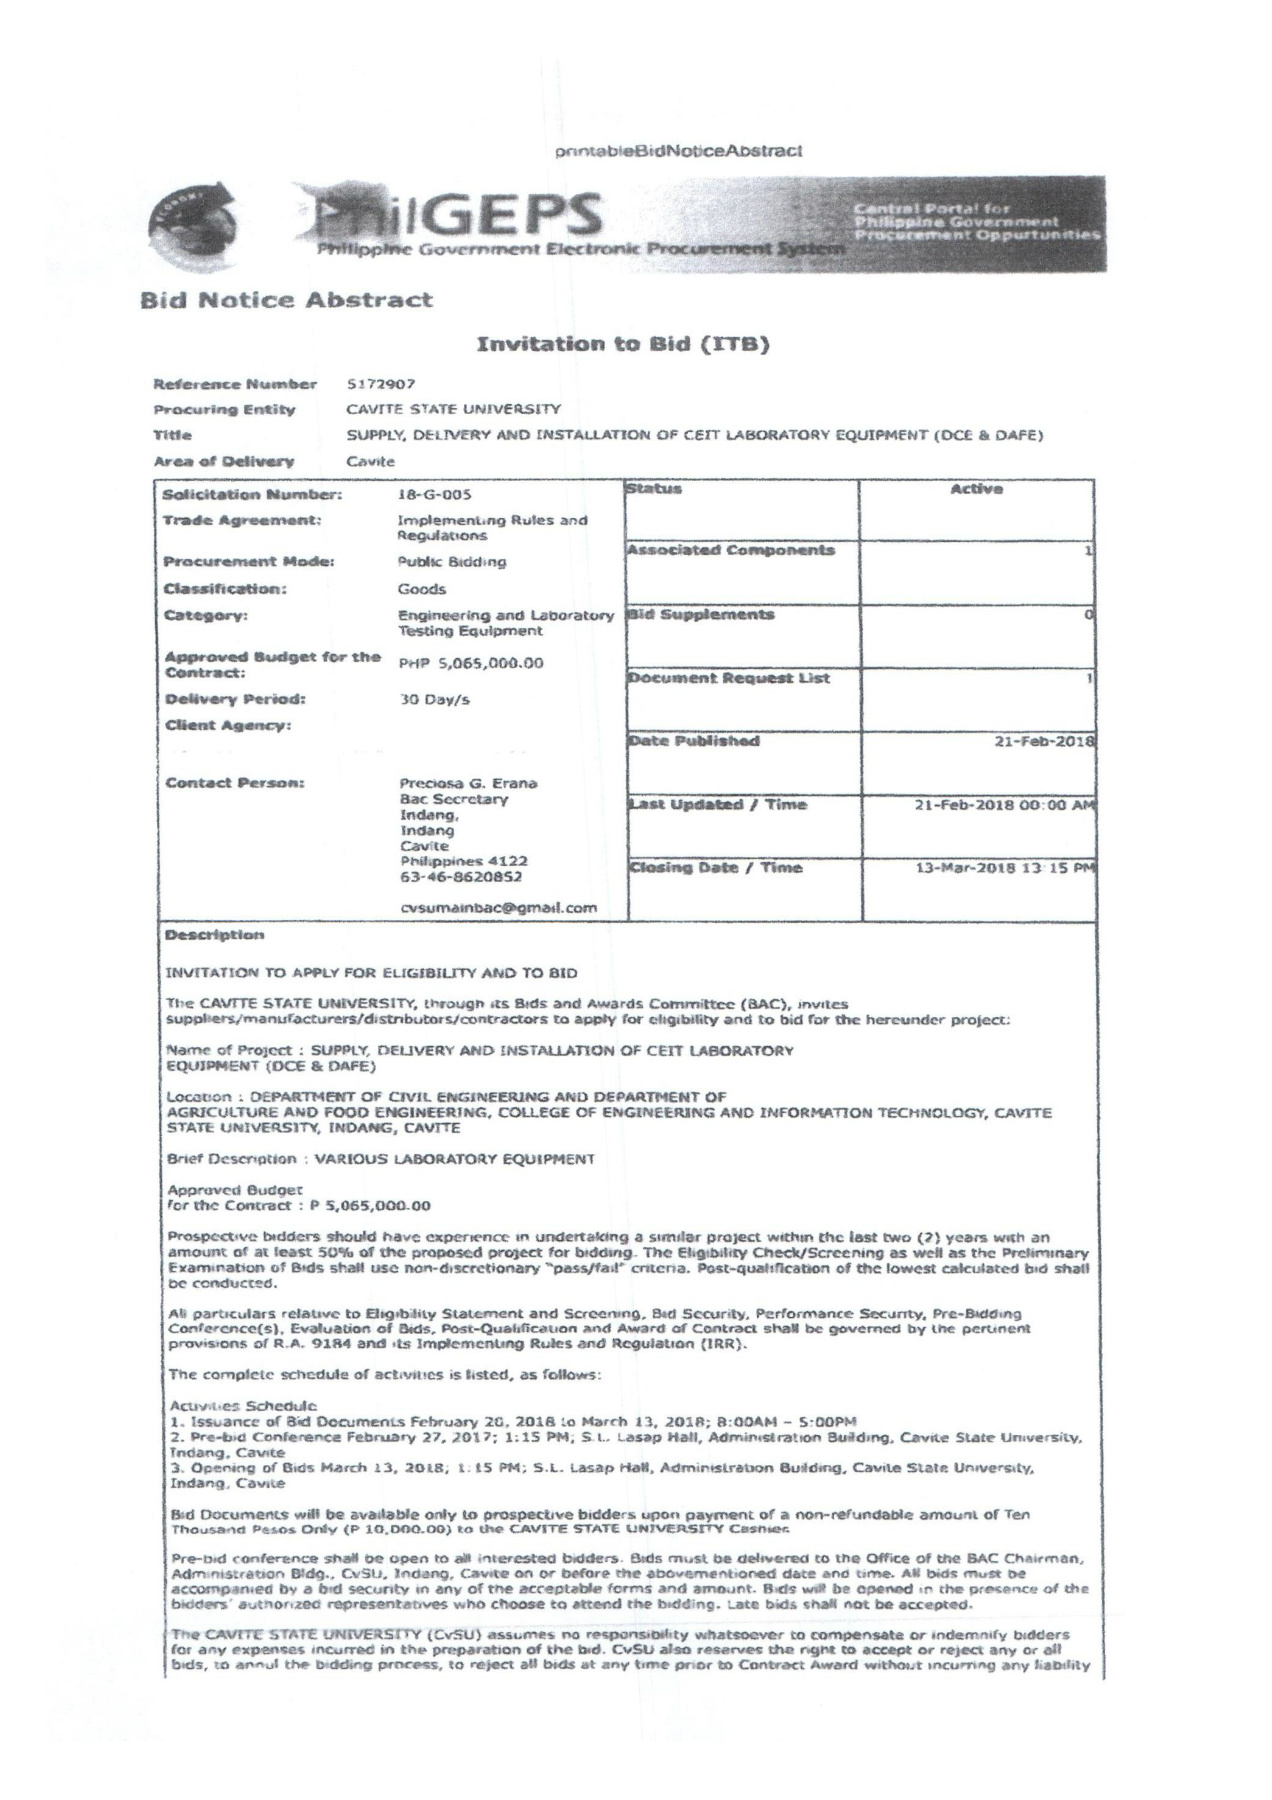 printableBidNoticeAbstract
ECONOMY
PhilGEPS
Philippine Government Electronic Procurement System
Central Portal for
Philippine Government
Procurement Oppurtunities
Bid Notice Abstract
Invitation to Bid (ITB)
Reference Number 5172907
Procuring Entity CAVITE STATE UNIVERSITY
Title SUPPLY, DELIVERY AND INSTALLATION OF CEIT LABORATORY EQUIPMENT (DCE & DAFE)
Area of Delivery Cavite
Solicitation Number: 18-G-005
Trade Agreement: Implementing Rules and
Regulations
Procurement Mode: Public Bidding
Classification: Goods
Category: Engineering and Laboratory
Testing Equipment
Approved Budget for the
Contract: PHP 5,065,000.00
Delivery Period: 30 Day/s
Client Agency:
Contact Person: Preciosa G. Erana
Bac Secretary
Indang,
Indang
Cavite
Philippines 4122
63-46-8620852
cvsumainbac@gmail.com
Status Active
Associated Components 1
Bid Supplements 0
Document Request List 1
Date Published 21-Feb-2018
Last Updated / Time 21-Feb-2018 00:00 AM
Closing Date / Time 13-Mar-2018 13:15 PM
Description
INVITATION TO APPLY FOR ELIGIBILITY AND TO BID
The CAVITE STATE UNIVERSITY, through its Bids and Awards Committee (BAC), invites
suppliers/manufacturers/distributors/contractors to apply for eligibility and to bid for the hereunder project:
Name of Project : SUPPLY, DELIVERY AND INSTALLATION OF CEIT LABORATORY
EQUIPMENT (DCE & DAFE)
Location : DEPARTMENT OF CIVIL ENGINEERING AND DEPARTMENT OF
AGRICULTURE AND FOOD ENGINEERING, COLLEGE OF ENGINEERING AND INFORMATION TECHNOLOGY, CAVITE
STATE UNIVERSITY, INDANG, CAVITE
Brief Description : VARIOUS LABORATORY EQUIPMENT
Approved Budget
for the Contract : P 5,065,000.00
Prospective bidders should have experience in undertaking a similar project within the last two (2) years with an
amount of at least 50% of the proposed project for bidding. The Eligibility Check/Screening as well as the Preliminary
Examination of Bids shall use non-discretionary "pass/fail" criteria. Post-qualification of the lowest calculated bid shall
be conducted.
All particulars relative to Eligibility Statement and Screening, Bid Security, Performance Security, Pre-Bidding
Conference(s), Evaluation of Bids, Post-Qualification and Award of Contract shall be governed by the pertinent
provisions of R.A. 9184 and its Implementing Rules and Regulation (IRR).
The complete schedule of activities is listed, as follows:
Activities Schedule
1. Issuance of Bid Documents February 20, 2018 to March 13, 2018; 8:00AM – 5:00PM
2. Pre-bid Conference February 27, 2017; 1:15 PM; S.L. Lasap Hall, Administration Building, Cavite State University,
Indang, Cavite
3. Opening of Bids March 13, 2018; 1:15 PM; S.L. Lasap Hall, Administration Building, Cavite State University,
Indang, Cavite
Bid Documents will be available only to prospective bidders upon payment of a non-refundable amount of Ten
Thousand Pesos Only (P 10,000.00) to the CAVITE STATE UNIVERSITY Cashier.
Pre-bid conference shall be open to all interested bidders. Bids must be delivered to the Office of the BAC Chairman,
Administration Bldg., CvSU, Indang, Cavite on or before the abovementioned date and time. All bids must be
accompanied by a bid security in any of the acceptable forms and amount. Bids will be opened in the presence of the
bidders' authorized representatives who choose to attend the bidding. Late bids shall not be accepted.
The CAVITE STATE UNIVERSITY (CvSU) assumes no responsibility whatsoever to compensate or indemnify bidders
for any expenses incurred in the preparation of the bid. CvSU also reserves the right to accept or reject any or all
bids, to annul the bidding process, to reject all bids at any time prior to Contract Award without incurring any liability